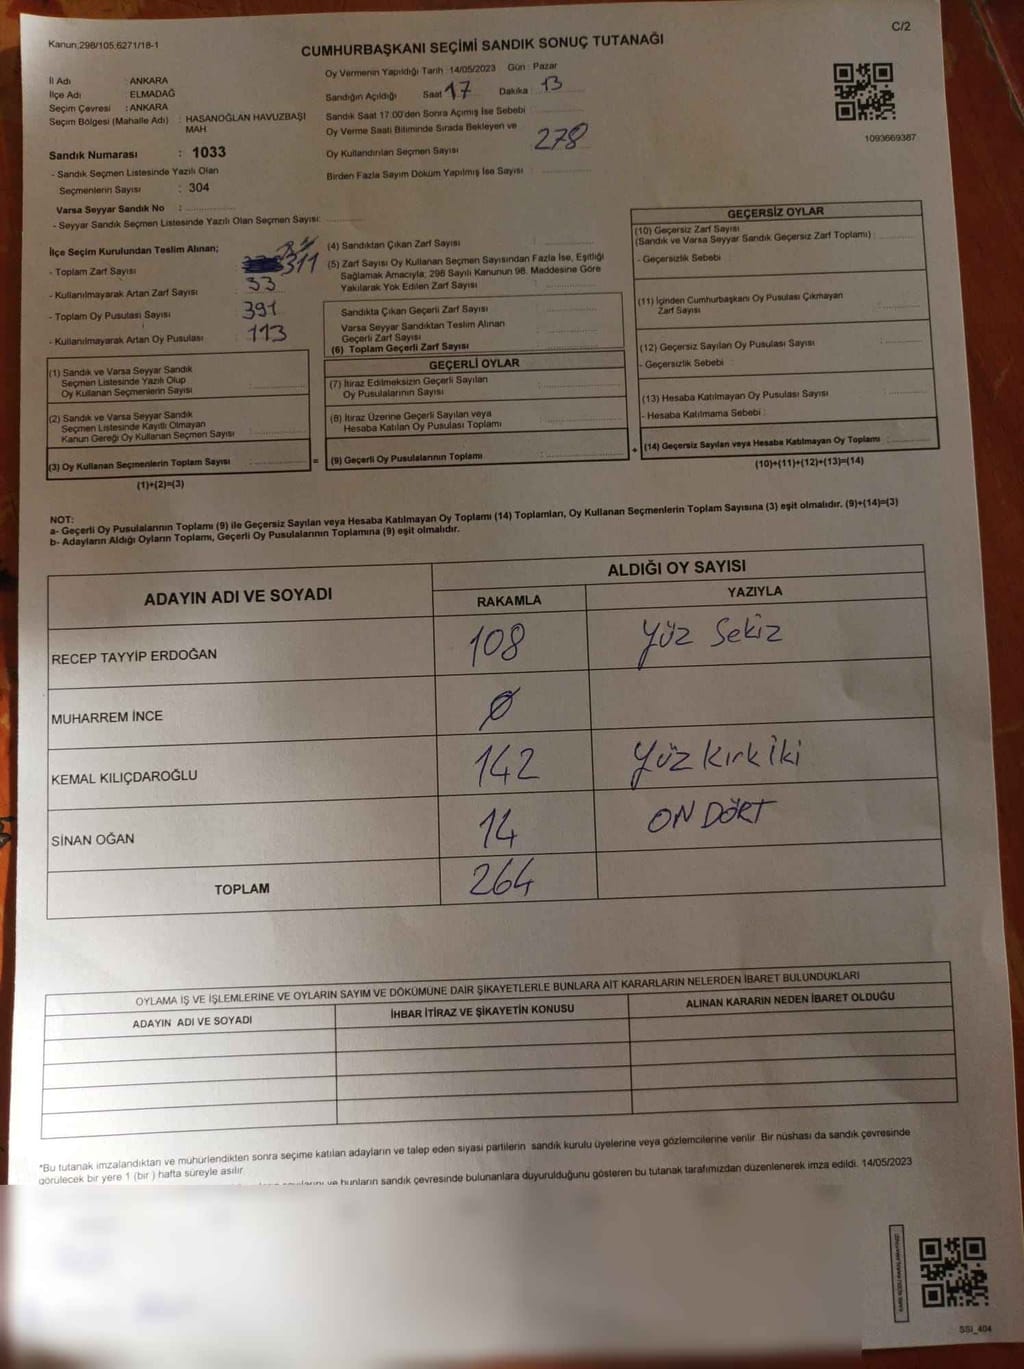 Kanun,298/105,6271/18-1
C/2
CUMHURBAŞKANI SEÇİMİ SANDIK SONUÇ TUTANAĞI
İl Adı : ANKARA
İlçe Adı : ELMADAĞ
Seçim Çevresi : ANKARA
Seçim Bölgesi (Mahalle Adı) : HASANOĞLAN HAVUZBAŞI
MAH
Sandık Numarası : 1033
- Sandık Seçmen Listesinde Yazılı Olan
Seçmenlerin Sayısı : 304
Varsa Seyyar Sandık No :
- Seyyar Sandık Seçmen Listesinde Yazılı Olan Seçmen Sayısı:
Oy Vermenin Yapıldığı Tarih : 14/05/2023 Gün : Pazar
Sandığın Açıldığı Saat 17 Dakika : 13
Sandık Saat 17.00'den Sonra Açımış İse Sebebi :
Oy Verme Saati Bitiminde Sırada Bekleyen ve
Oy Kullandırılan Seçmen Sayısı : 278
Birden Fazla Sayım Döküm Yapılmış İse Sayısı :
1093669387
İlçe Seçim Kurulundan Teslim Alınan;
- Toplam Zarf Sayısı : 311
- Kullanılmayarak Artan Zarf Sayısı : 33
- Toplam Oy Pusulası Sayısı : 391
- Kullanılmayarak Artan Oy Pusulası : 113
(1) Sandık ve Varsa Seyyar Sandık
Seçmen Listesinde Yazılı Olup
Oy Kullanan Seçmenlerin Sayısı :
(2) Sandık ve Varsa Seyyar Sandık
Seçmen Listesinde Kayıtlı Olmayan
Kanun Gereği Oy Kullanan Seçmen Sayısı :
(3) Oy Kullanan Seçmenlerin Toplam Sayısı :
(1)+(2)=(3)
=
(4) Sandıktan Çıkan Zarf Sayısı :
(5) Zarf Sayısı Oy Kullanan Seçmen Sayısından Fazla İse, Eşitliği
Sağlamak Amacıyla, 298 Sayılı Kanunun 98. Maddesine Göre
Yakılarak Yok Edilen Zarf Sayısı :
Sandıkta Çıkan Geçerli Zarf Sayısı :
Varsa Seyyar Sandıktan Teslim Alınan
Geçerli Zarf Sayısı :
(6) Toplam Geçerli Zarf Sayısı :
GEÇERLİ OYLAR
(7) İtiraz Edilmeksizin Geçerli Sayılan
Oy Pusulalarının Sayısı :
(8) İtiraz Üzerine Geçerli Sayılan veya
Hesaba Katılan Oy Pusulası Toplamı :
(9) Geçerli Oy Pusulalarının Toplamı :
+
GEÇERSİZ OYLAR
(10) Geçersiz Zarf Sayısı
(Sandık ve Varsa Seyyar Sandık Geçersiz Zarf Toplamı) :
- Geçersizlik Sebebi :
(11) İçinden Cumhurbaşkanı Oy Pusulası Çıkmayan
Zarf Sayısı :
(12) Geçersiz Sayılan Oy Pusulası Sayısı :
- Geçersizlik Sebebi :
(13) Hesaba Katılmayan Oy Pusulası Sayısı :
- Hesaba Katılmama Sebebi :
(14) Geçersiz Sayılan veya Hesaba Katılmayan Oy Toplamı :
(10)+(11)+(12)+(13)=(14)
NOT:
a- Geçerli Oy Pusulalarının Toplamı (9) ile Geçersiz Sayılan veya Hesaba Katılmayan Oy Toplamı (14) Toplamları, Oy Kullanan Seçmenlerin Toplam Sayısına (3) eşit olmalıdır. (9)+(14)=(3)
b- Adayların Aldığı Oyların Toplamı, Geçerli Oy Pusulalarının Toplamına (9) eşit olmalıdır.
ADAYIN ADI VE SOYADI
ALDIĞI OY SAYISI
RAKAMLA YAZIYLA
RECEP TAYYİP ERDOĞAN 108 Yüz Sekiz
MUHARREM İNCE 0
KEMAL KILIÇDAROĞLU 142 Yüz Kırk İki
SİNAN OĞAN 14 ON DÖRT
TOPLAM 264
OYLAMA İŞ VE İŞLEMLERİNE VE OYLARIN SAYIM VE DÖKÜMÜNE DAİR ŞİKAYETLERLE BUNLARA AİT KARARLARIN NELERDEN İBARET BULUNDUKLARI
ADAYIN ADI VE SOYADI İHBAR İTİRAZ VE ŞİKAYETİN KONUSU ALINAN KARARIN NEDEN İBARET OLDUĞU
*Bu tutanak imzalandıktan ve mühürlendikten sonra seçime katılan adayların ve talep eden siyasi partilerin sandık kurulu üyelerine veya gözlemcilerine verilir. Bir nüshası da sandık çevresinde
görülecek bir yere 1 (bir ) hafta süreyle asılır.
ve bunların sandık çevresinde bulunanlara duyurulduğunu gösteren bu tutanak tarafımızdan düzenlenerek imza edildi. 14/05/2023
SSI_404